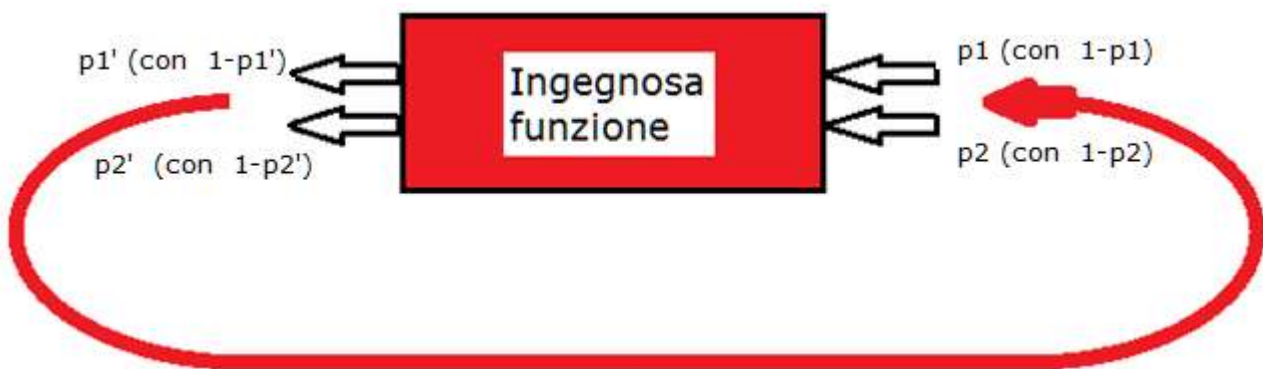 p1' (con 1-p1')
p2' (con 1-p2')
Ingegnosa
funzione
p1 (con 1-p1)
p2 (con 1-p2)